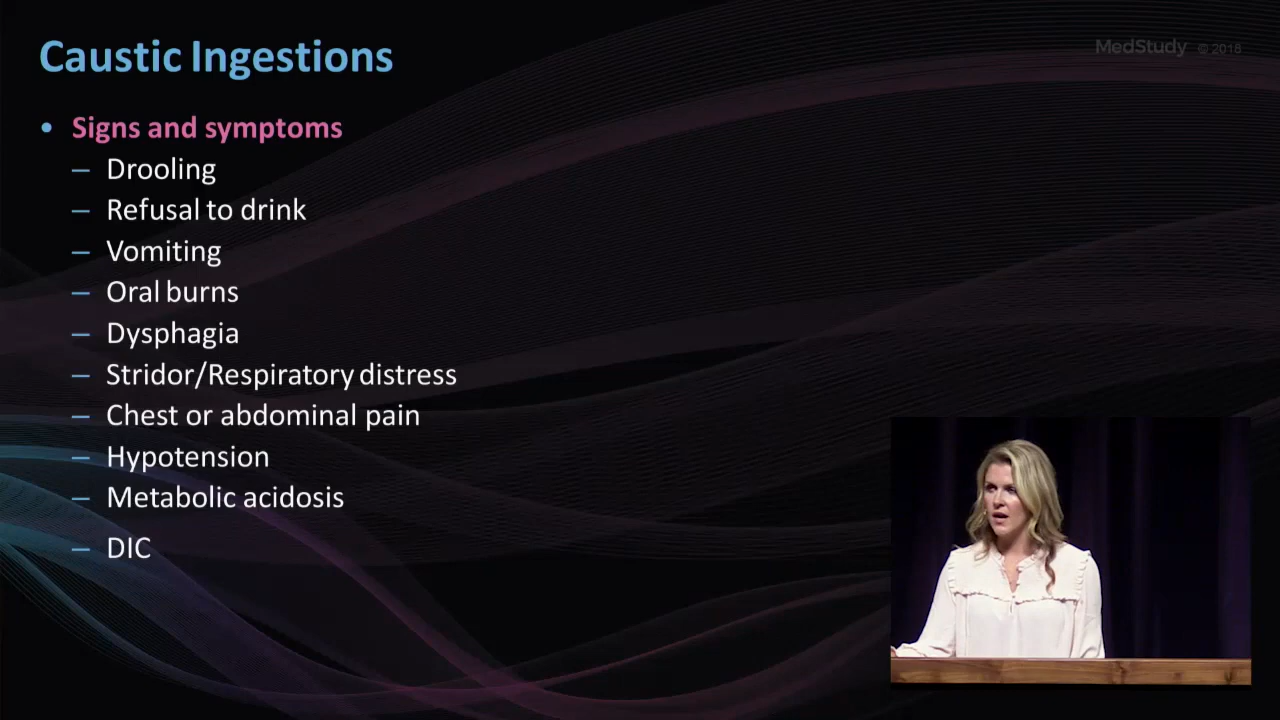 Caustic Ingestions
MedStudy © 2018
• Signs and symptoms
– Drooling
– Refusal to drink
– Vomiting
– Oral burns
– Dysphagia
– Stridor/Respiratory distress
– Chest or abdominal pain
– Hypotension
– Metabolic acidosis
– DIC